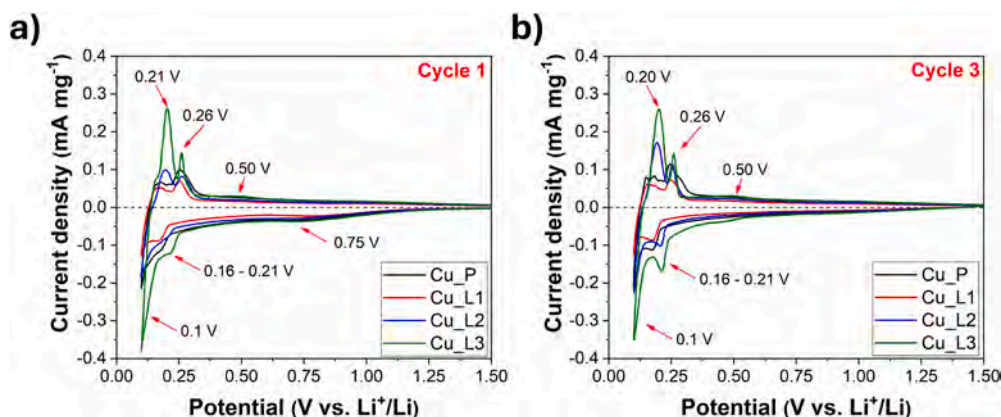 a)
Cycle 1
0.21 V
0.26 V
0.50 V
0.75 V
0.16 - 0.21 V
0.1 V
Cu_P
Cu_L1
Cu_L2
Cu_L3
Current density (mA mg⁻¹)
0.4
0.3
0.2
0.1
0.0
-0.1
-0.2
-0.3
-0.4
0.00
0.25
0.50
0.75
1.00
1.25
1.50
Potential (V vs. Li⁺/Li)
b)
Cycle 3
0.20 V
0.26 V
0.50 V
0.16 - 0.21 V
0.1 V
Cu_P
Cu_L1
Cu_L2
Cu_L3
Current density (mA mg⁻¹)
0.4
0.3
0.2
0.1
0.0
-0.1
-0.2
-0.3
-0.4
0.00
0.25
0.50
0.75
1.00
1.25
1.50
Potential (V vs. Li⁺/Li)